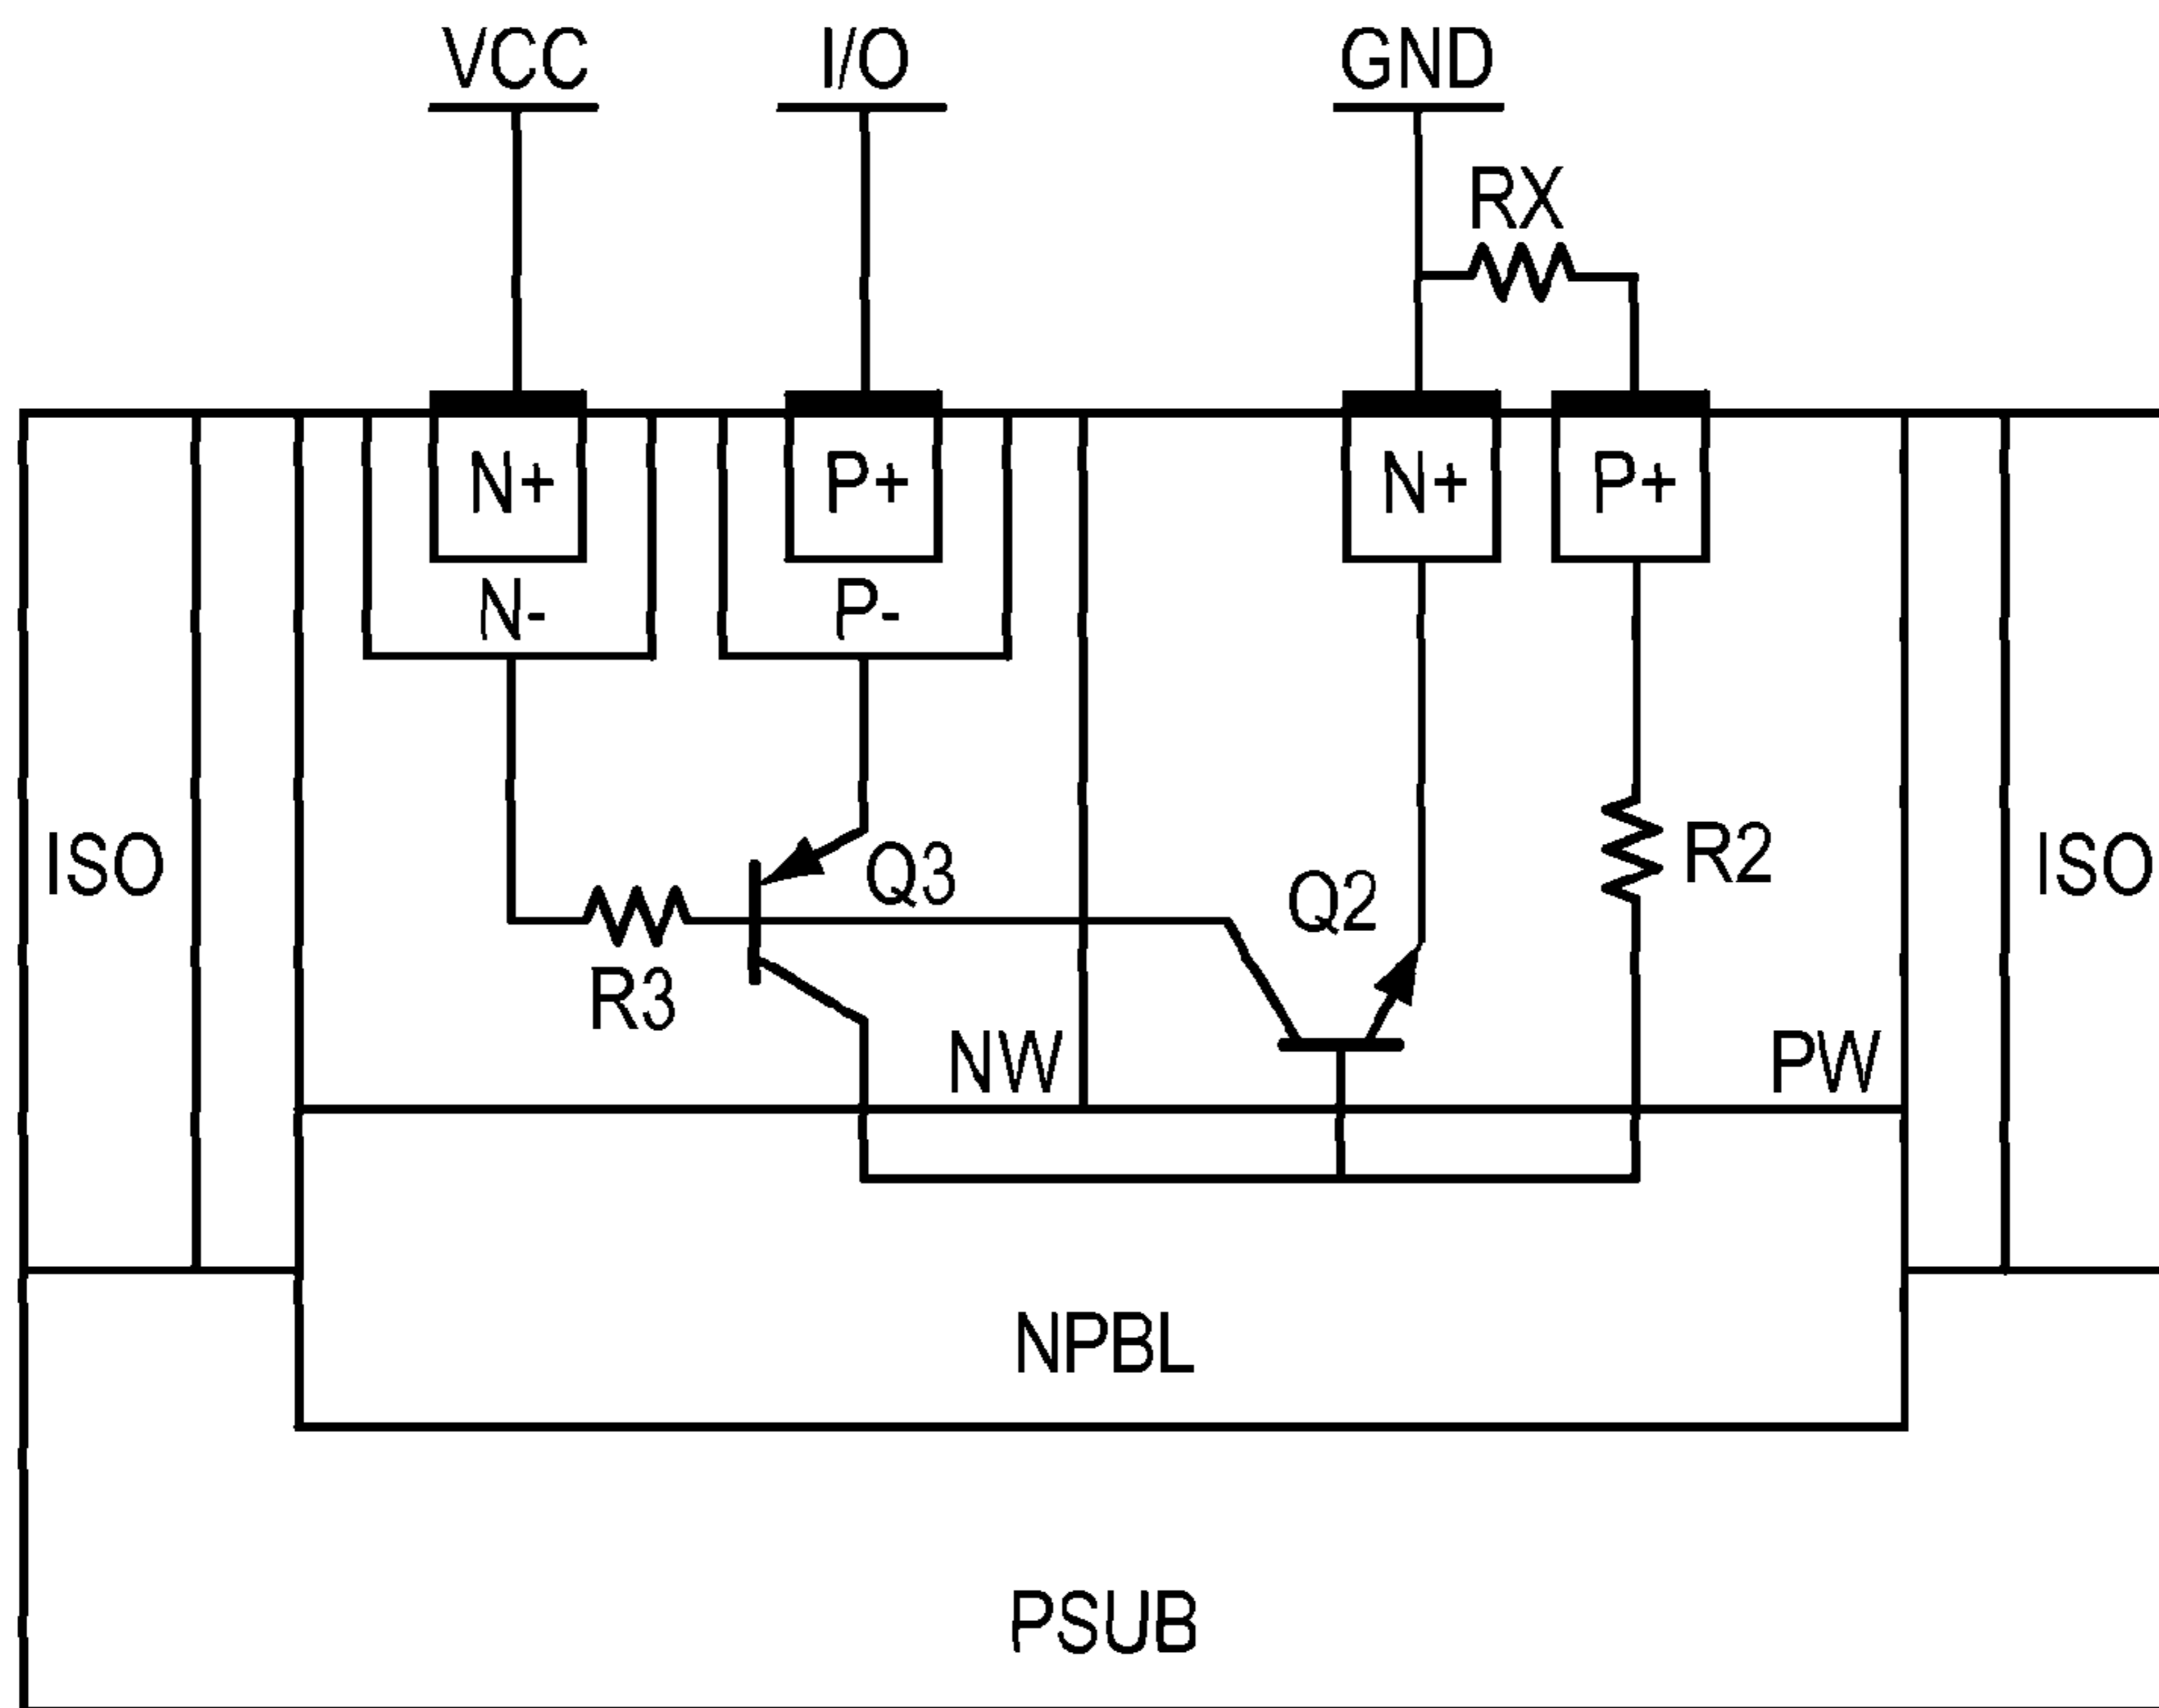 VCC I/O GND
RX
N+ P+ N+ P+
N- P-
ISO Q3 Q2 R2 ISO
R3 NW PW
NPBL
PSUB